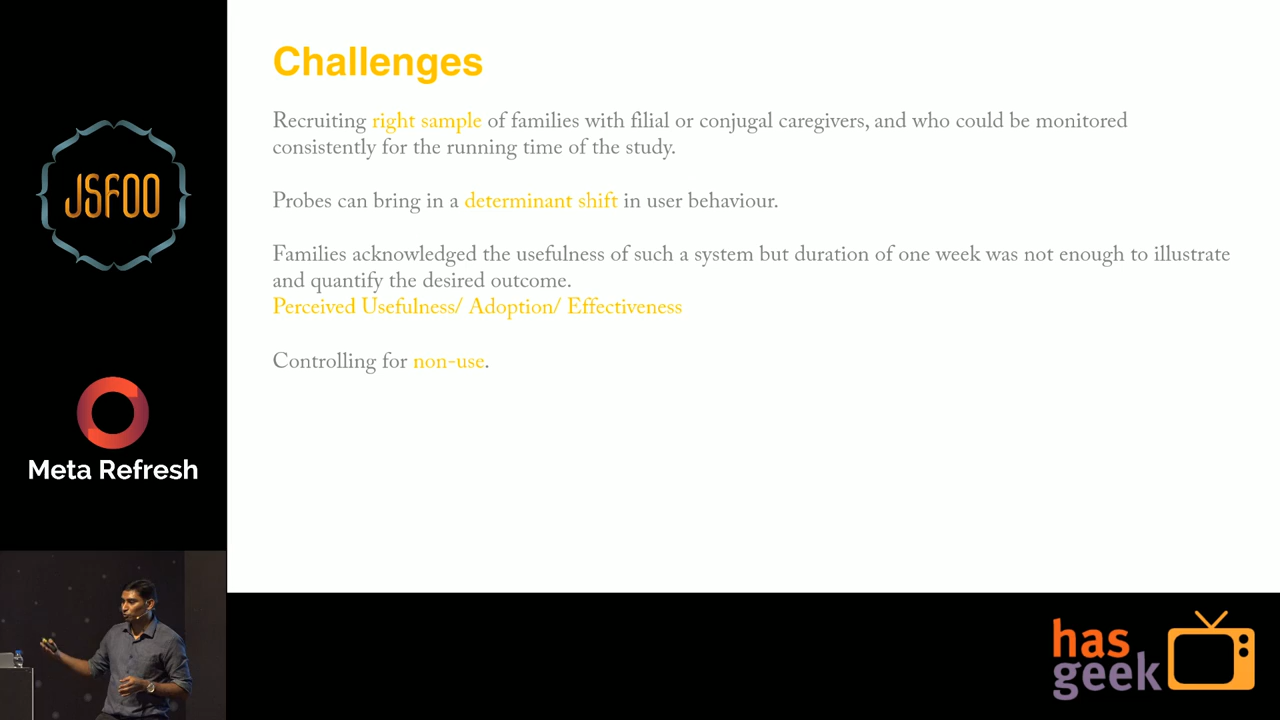 Challenges
Recruiting right sample of families with filial or conjugal caregivers, and who could be monitored
consistently for the running time of the study.
Probes can bring in a determinant shift in user behaviour.
Families acknowledged the usefulness of such a system but duration of one week was not enough to illustrate
and quantify the desired outcome.
Perceived Usefulness/ Adoption/ Effectiveness
Controlling for non-use.
JSFOO
Meta Refresh
has
geek